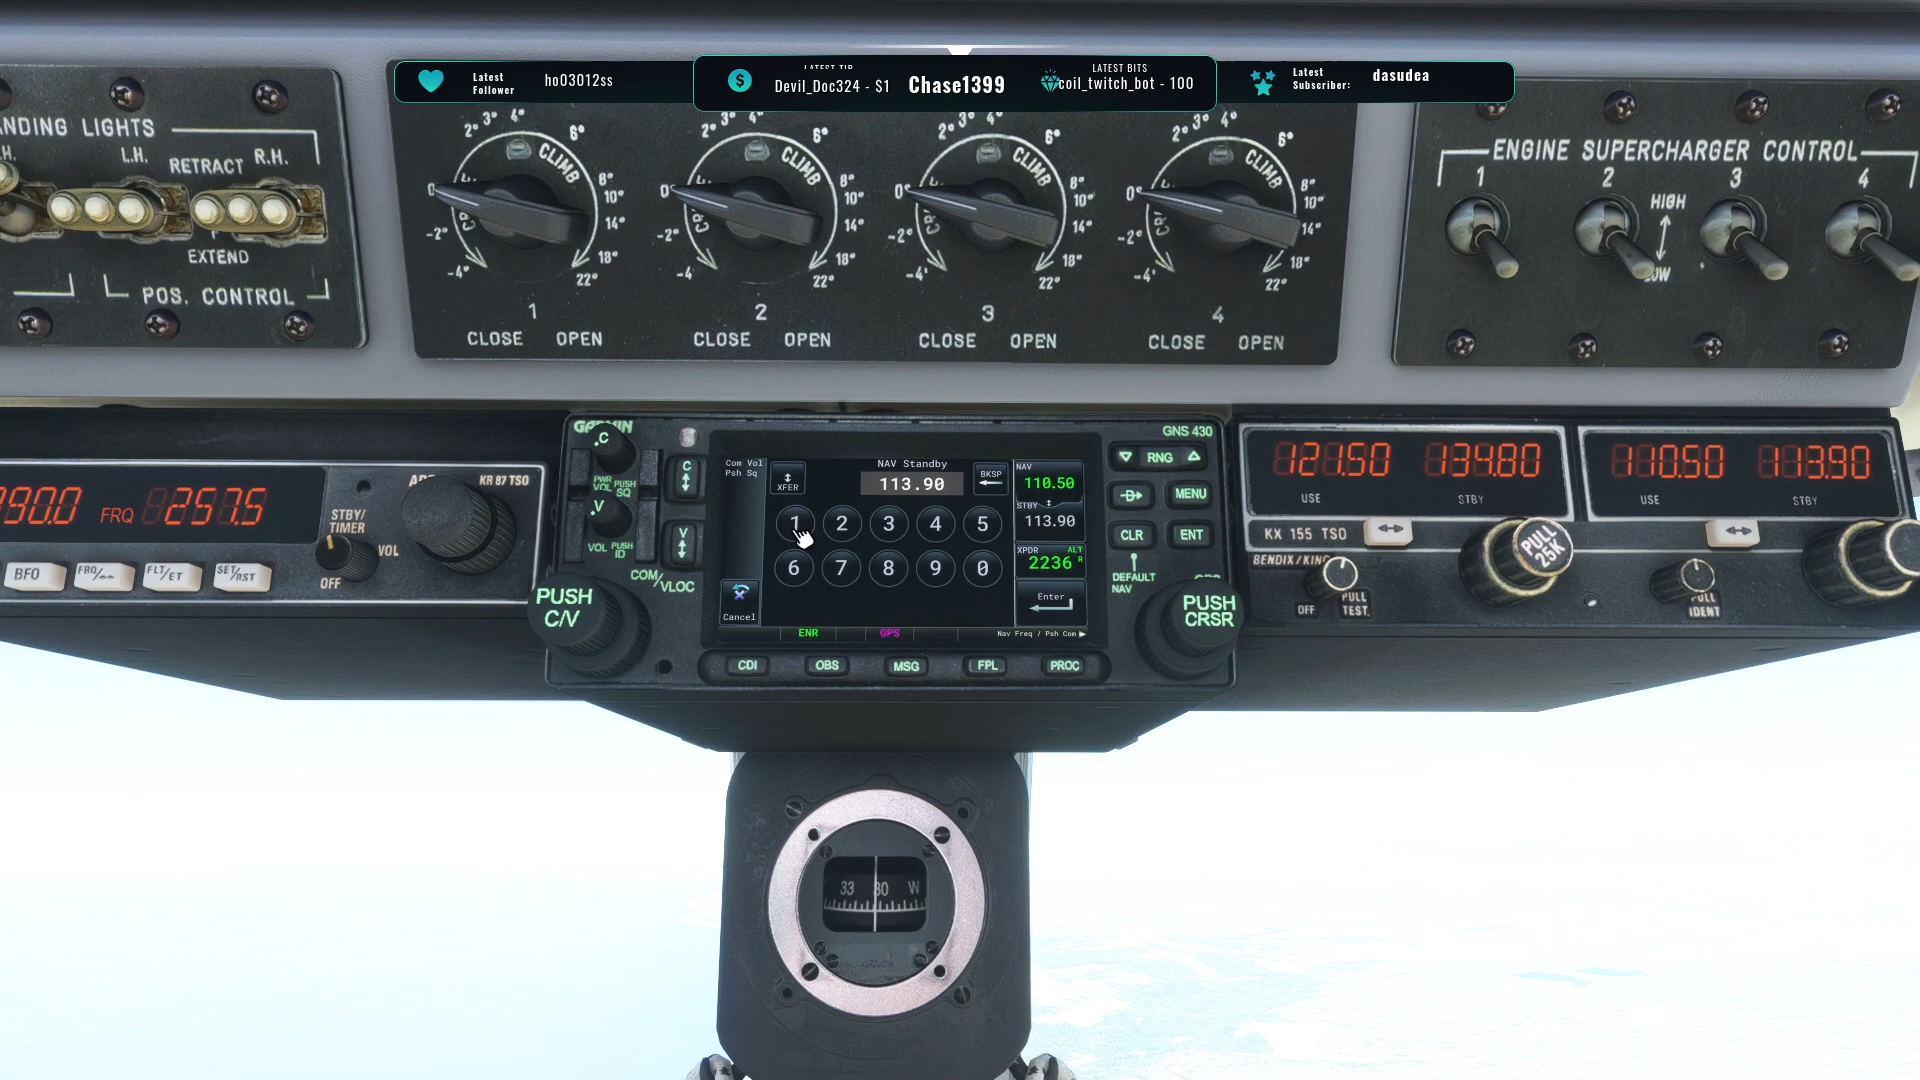 Latest
Follower
ho03012ss
LATEST TIP
Devil_Doc324 - $1
Chase1399
LATEST BITS
coil_twitch_bot - 100
Latest
Subscriber:
dasudea
NDING LIGHTS
.H.
L.H.
RETRACT
R.H.
EXTEND
POS. CONTROL
2° 3° 4° 6° 8° 10° 14° 18° 22°
0° -2° -4°
CLIMB
1
CLOSE OPEN
2° 3° 4° 6° 8° 10° 14° 18° 22°
0° -2° -4
CLIMB
2
CLOSE OPEN
2° 3° 4° 6° 8° 10° 14° 18° 22°
0° -2° -4°
CLIMB
3
CLOSE OPEN
2° 3° 4° 6° 8° 10° 14° 18° 22°
0° -2° -4°
CLIMB
4
CLOSE OPEN
ENGINE SUPERCHARGER CONTROL
1 2 3 4
HIGH
OW
90.0 FRQ 257.5
KR 87 TSO
STBY/
TIMER
VOL
OFF
BFO
FRQ/
FLT/
ET
SET/
RST
GARMIN
GNS 430
C
PWR
VOL
PUSH
SQ
V
VOL
PUSH
ID
COM/
VLOC
PUSH
C/V
C
V
Com Vol
Psh Sq
XFER
NAV Standby
113.90
BKSP
1 2 3 4 5
6 7 8 9 0
Cancel
NAV
110.50
STBY
113.90
XPDR ALT
2236 R
Enter
ENR
GPS
Nav Freq / Psh Com
CDI
OBS
MSG
FPL
PROC
RNG
MENU
CLR
ENT
DEFAULT
NAV
PUSH
CRSR
121.50 134.80
USE STBY
110.50 113.90
USE STBY
KX 155 TSO
BENDIX/KING
OFF
PULL
TEST
PULL
25K
PULL
IDENT
33 30 W